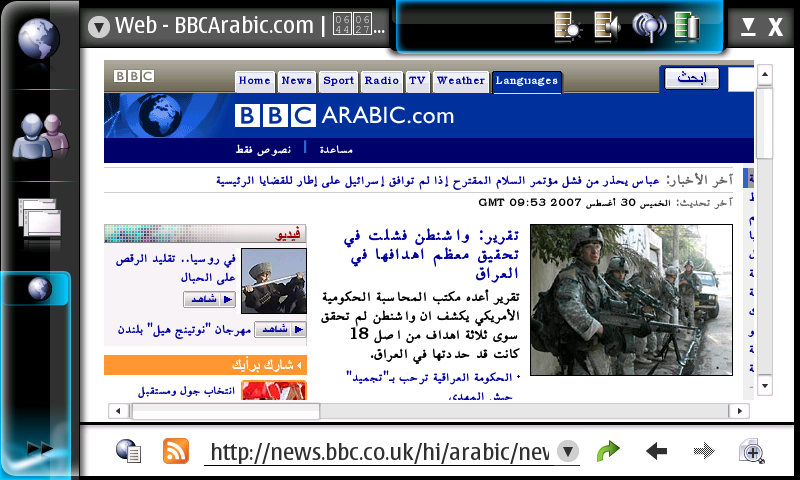 Web - BBCArabic.com | ...
BBC
Home News Sport Radio TV Weather Languages
ابحث
BBC ARABIC.com
مساعدة | نصوص فقط
آخر الأخبار: عباس يحذر من فشل مؤتمر السلام المقترح إذا لم توافق إسرائيل على إطار للقضايا الرئيسية
آخر تحديث: الخميس 30 أغسطس 2007 09:53 GMT
تقرير: واشنطن فشلت في
تحقيق معظم اهدافها في
العراق
تقرير أعده مكتب المحاسبة الحكومية
الأمريكي يكشف ان واشنطن لم تحقق
سوى ثلاثة اهداف من اصل 18
كانت قد حددتها في العراق.
الحكومة العراقية ترحب بـ"تجميد"
جيش المهدي
فيديو
في روسيا.. تقليد الرقص
على الحبال
شاهد
شاهد مهرجان "نوتينج هيل" بلندن
شارك برأيك
انتخاب جول ومستقبل
http://news.bbc.co.uk/hi/arabic/nev